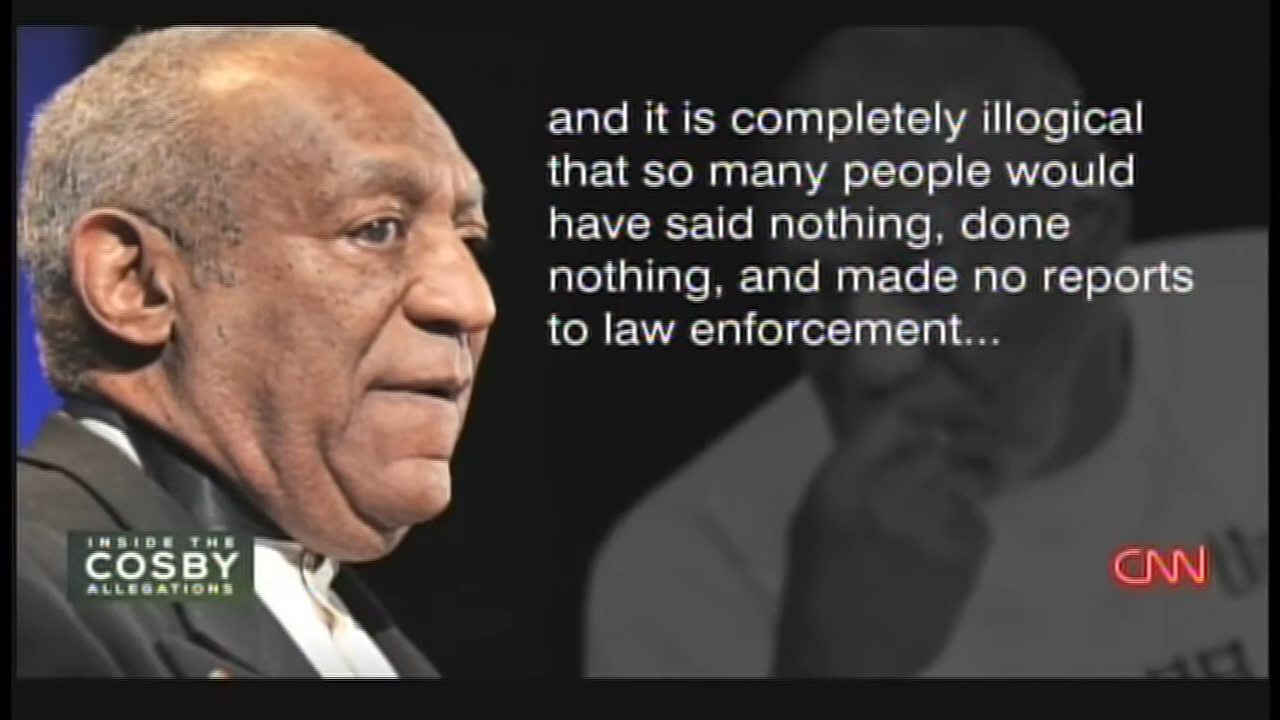 and it is completely illogical
that so many people would
have said nothing, done
nothing, and made no reports
to law enforcement...
INSIDE THE
COSBY
ALLEGATIONS
CNN